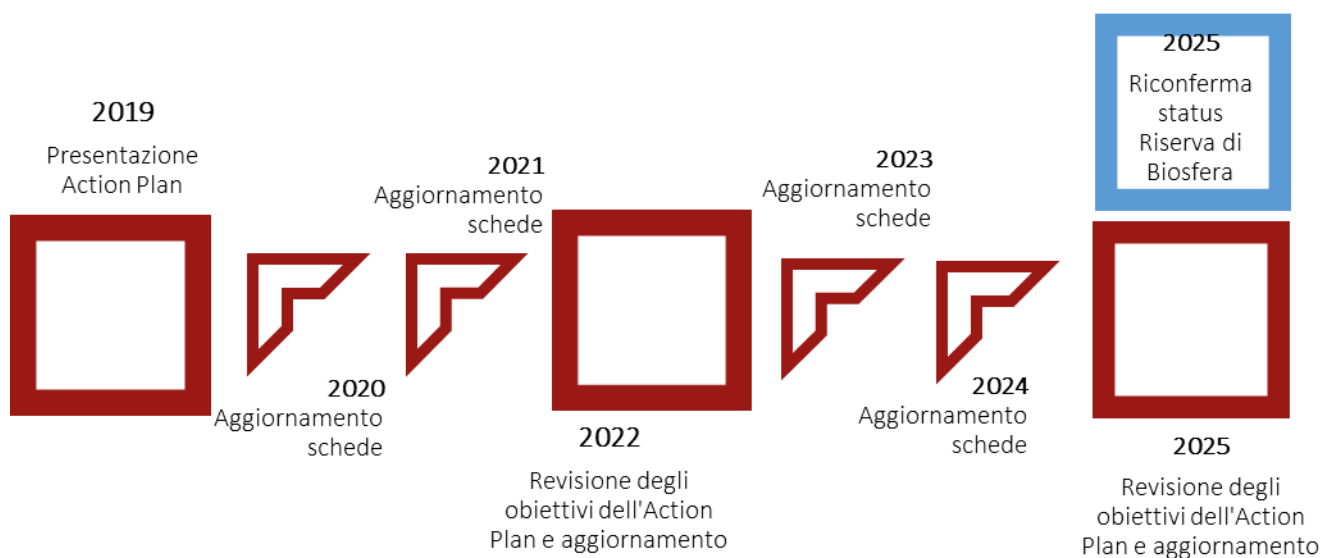 2019
Presentazione
Action Plan
2020
Aggiornamento
schede
2021
Aggiornamento
schede
2022
Revisione degli
obiettivi dell'Action
Plan e aggiornamento
2023
Aggiornamento
schede
2024
Aggiornamento
schede
2025
Riconferma
status
Riserva di
Biosfera
2025
Revisione degli
obiettivi dell'Action
Plan e aggiornamento